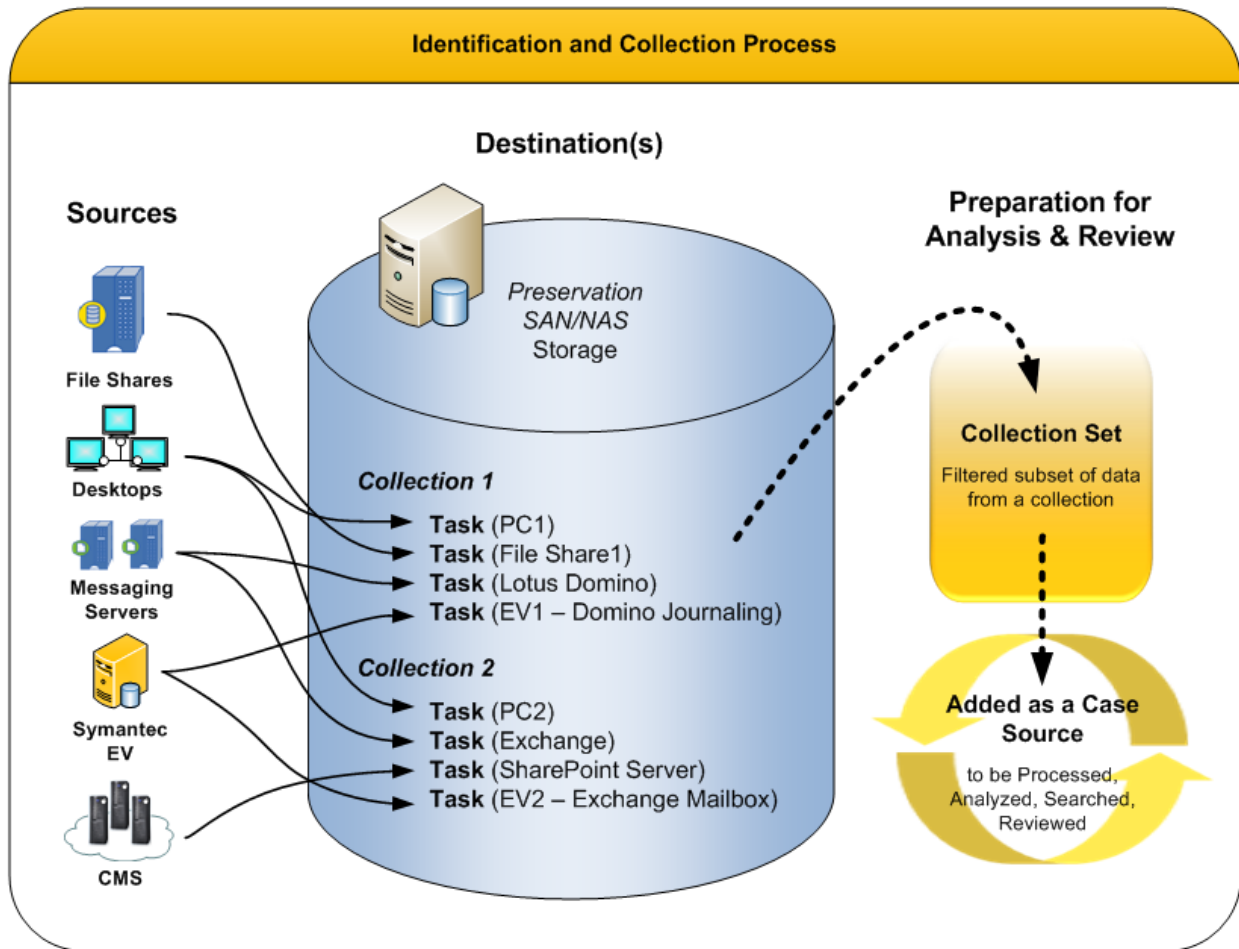 Identification and Collection Process
Destination(s)
Sources
Preparation for
Analysis & Review
Preservation
SAN/NAS
Storage
File Shares
Desktops
Messaging
Servers
Symantec
EV
CMS
Collection 1
Task (PC1)
Task (File Share1)
Task (Lotus Domino)
Task (EV1 – Domino Journaling)
Collection 2
Task (PC2)
Task (Exchange)
Task (SharePoint Server)
Task (EV2 – Exchange Mailbox)
Collection Set
Filtered subset of data
from a collection
Added as a Case
Source
to be Processed,
Analyzed, Searched,
Reviewed